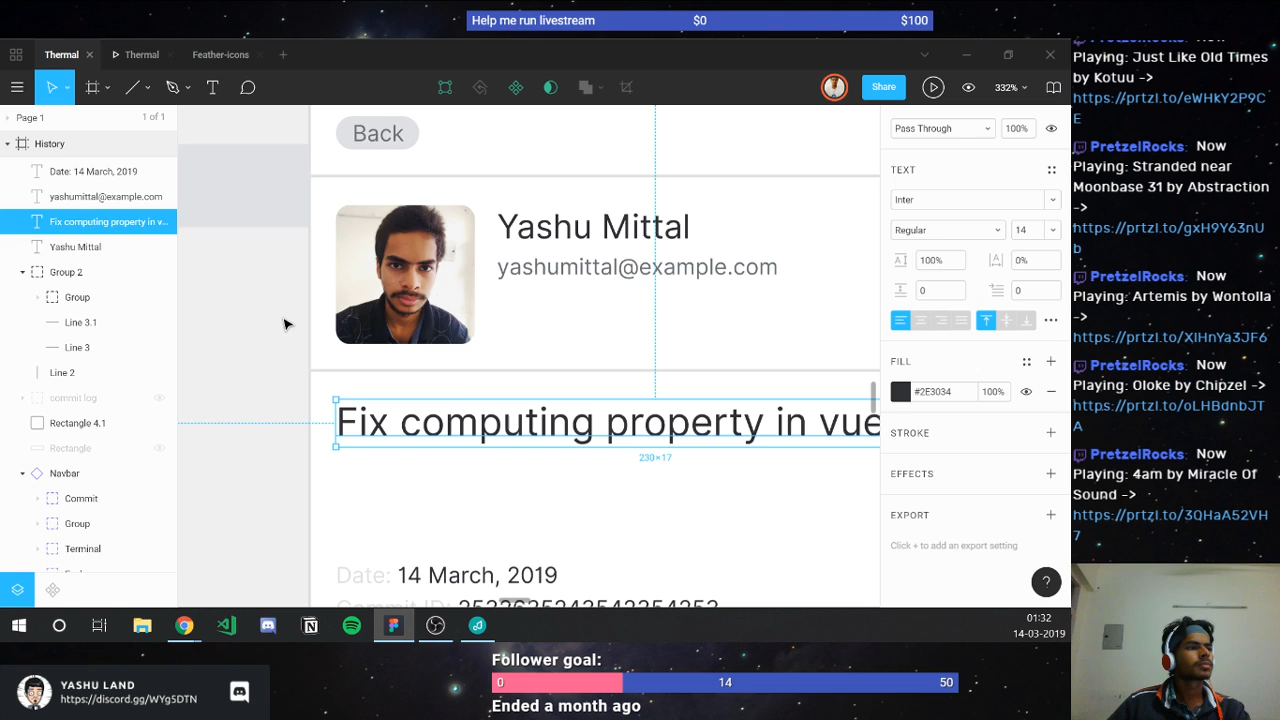 Help me run livestream $0 $100
Thermal
Thermal
Feather-icons
Share
332%
Page 1
1 of 1
History
Date: 14 March, 2019
yashumittal@example.com
Fix computing property in v...
Yashu Mittal
Group 2
Group
Line 3.1
Line 3
Line 2
commit log
Rectangle 4.1
Rectangle
Navbar
Commit
Group
Terminal
Back
Yashu Mittal
yashumittal@example.com
Fix computing property in vue
230×17
Date: 14 March, 2019
Pass Through 100%
TEXT
Inter
Regular 14
100% 0%
0 0
FILL
#2E3034 100%
STROKE
EFFECTS
EXPORT
Click + to add an export setting
?
01:32
14-03-2019
PretzelRocks: Now
Playing: Just Like Old Times
by Kotuu ->
https://prtzl.to/eWHkY2P9C
E
PretzelRocks: Now
Playing: Stranded near
Moonbase 31 by Abstraction
->
https://prtzl.to/gxH9Y63nU
b
PretzelRocks: Now
Playing: Artemis by Wontolla
->
https://prtzl.to/XIHnYa3JF6
PretzelRocks: Now
Playing: Oloke by Chipzel ->
https://prtzl.to/oLHBdnbJT
A
PretzelRocks: Now
Playing: 4am by Miracle Of
Sound ->
https://prtzl.to/3QHaA52VH
7
YASHU LAND
https://discord.gg/WYg5DTN
Follower goal:
0 14 50
Ended a month ago